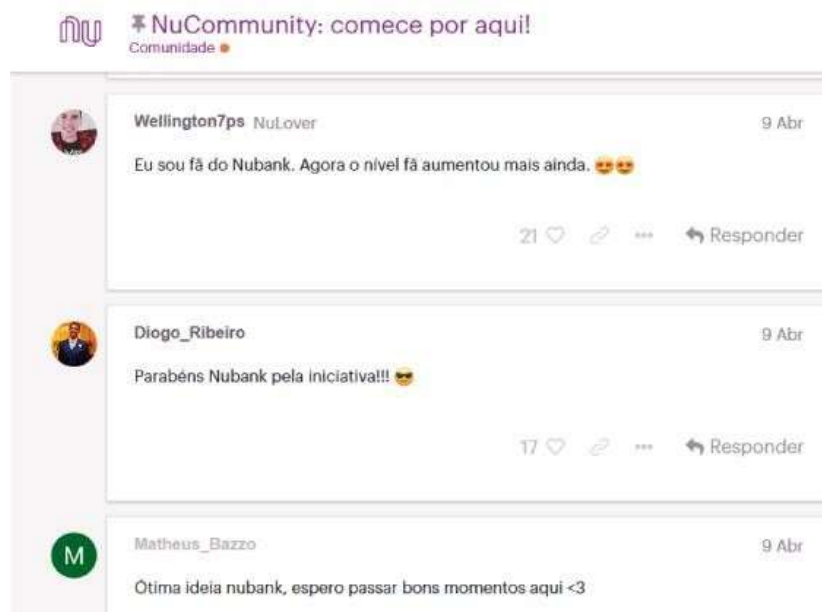 nu NuCommunity: comece por aqui!
Comunidade
Wellington7ps NuLover 9 Abr
Eu sou fã do Nubank. Agora o nível fã aumentou mais ainda. 😍😍
21 Responder
Diogo_Ribeiro 9 Abr
Parabéns Nubank pela iniciativa!!! 😎
17 Responder
M Matheus_Bazzo 9 Abr
Ótima ideia nubank, espero passar bons momentos aqui <3